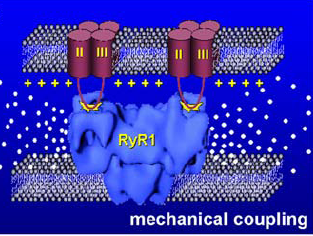 II III II III
+ + + + + + + + + + + +
RyR1
mechanical coupling